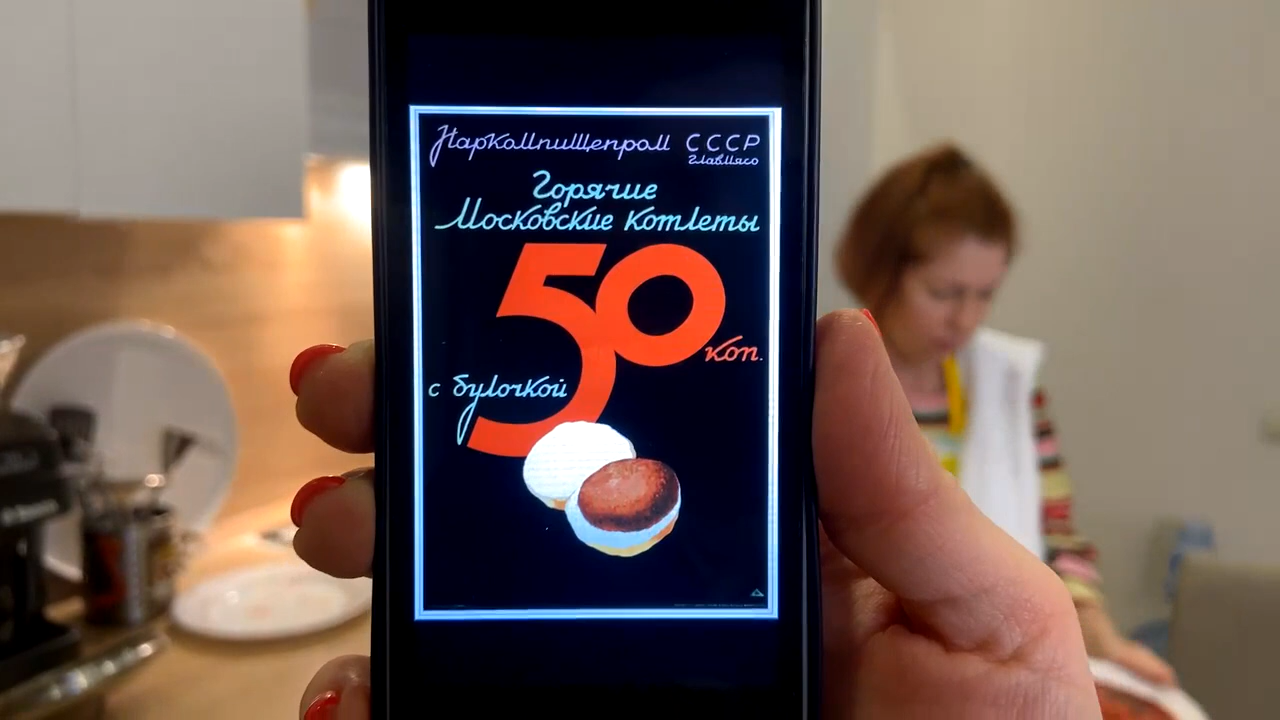 Наркомпищепром СССР
Главмясо
Горячие
Московские котлеты
50
коп.
с булочкой